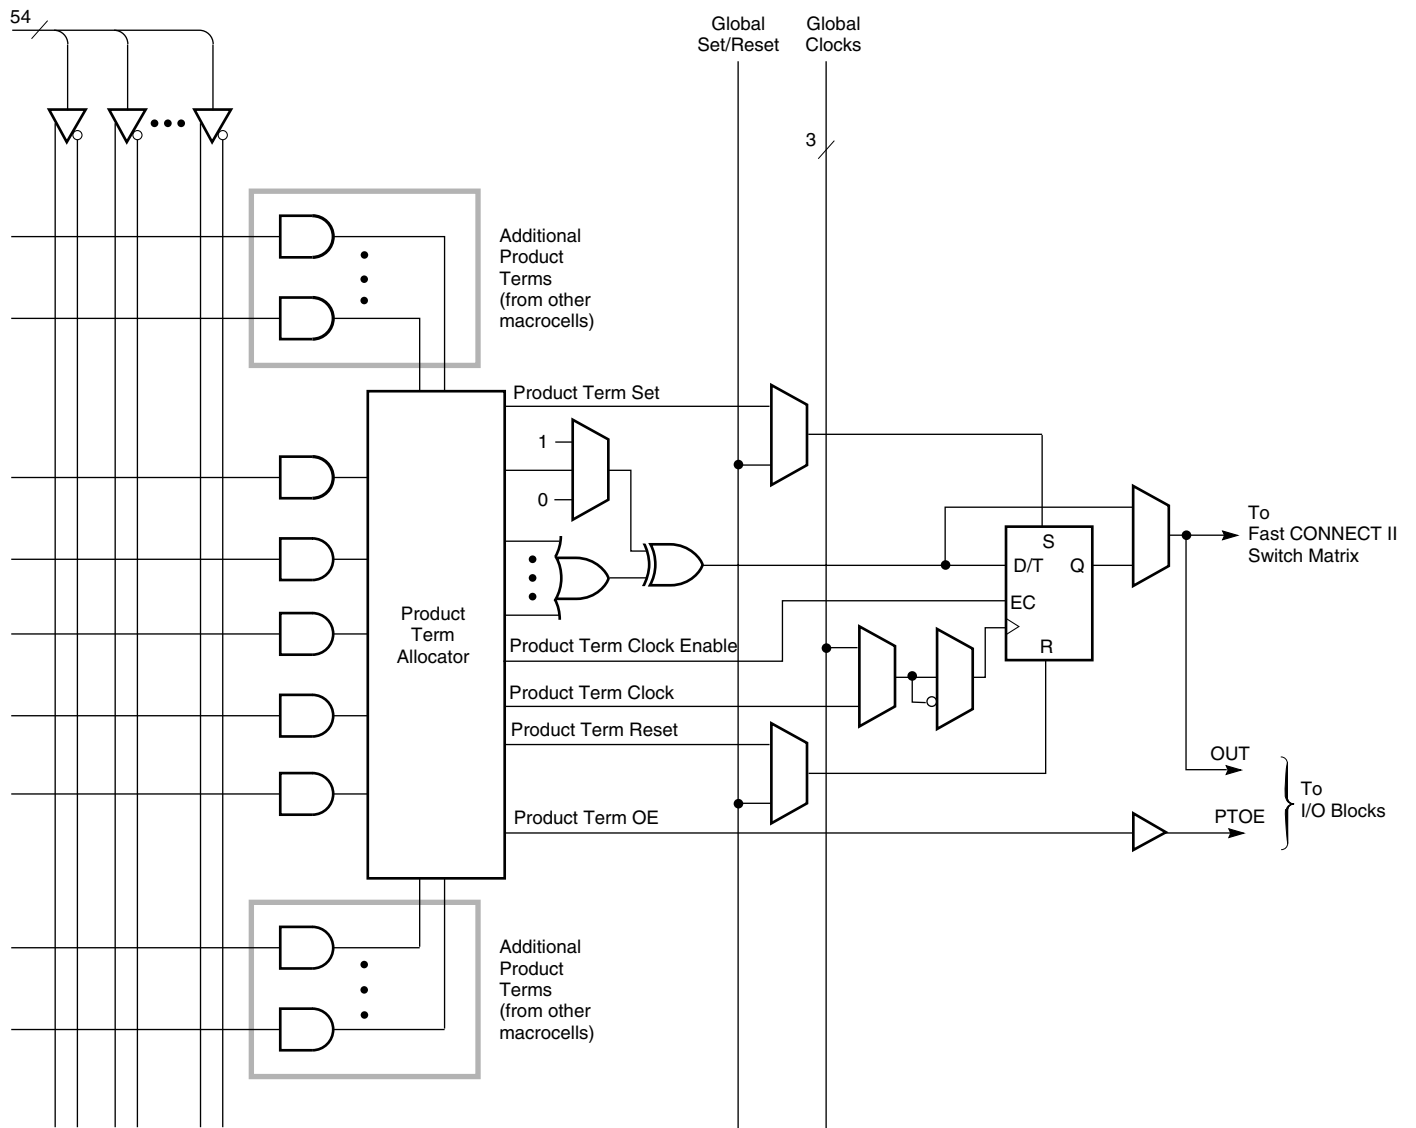 54
Global
Set/Reset
Global
Clocks
3
Additional
Product
Terms
(from other
macrocells)
Product Term Set
1
0
To
Fast CONNECT II
Switch Matrix
S
D/T
Q
EC
R
Product
Term
Allocator
Product Term Clock Enable
Product Term Clock
Product Term Reset
Product Term OE
OUT
PTOE
To
I/O Blocks
Additional
Product
Terms
(from other
macrocells)